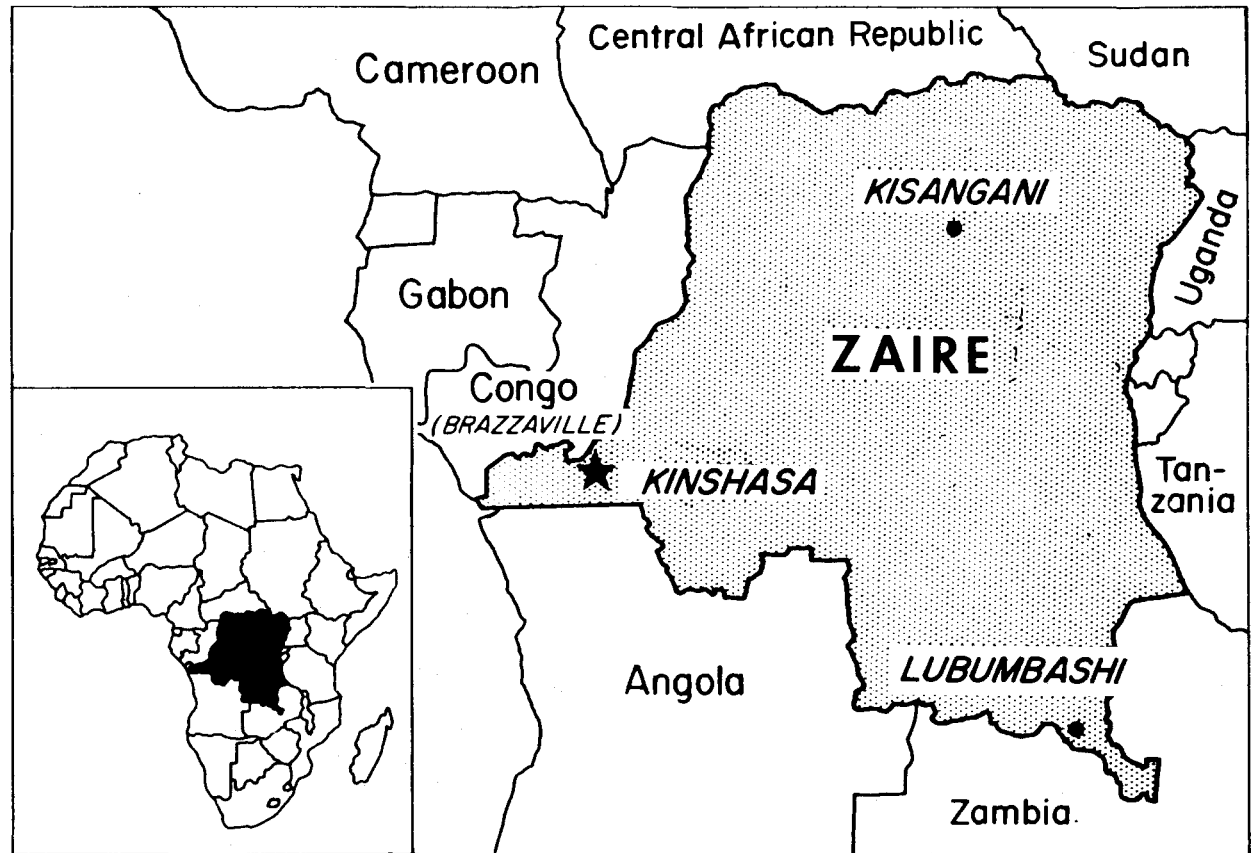 Central African Republic
Sudan
Cameroon
KISANGANI
Uganda
Gabon
ZAIRE
Congo
(BRAZZAVILLE)
KINSHASA
Tan-
zania
Angola
LUBUMBASHI
Zambia.